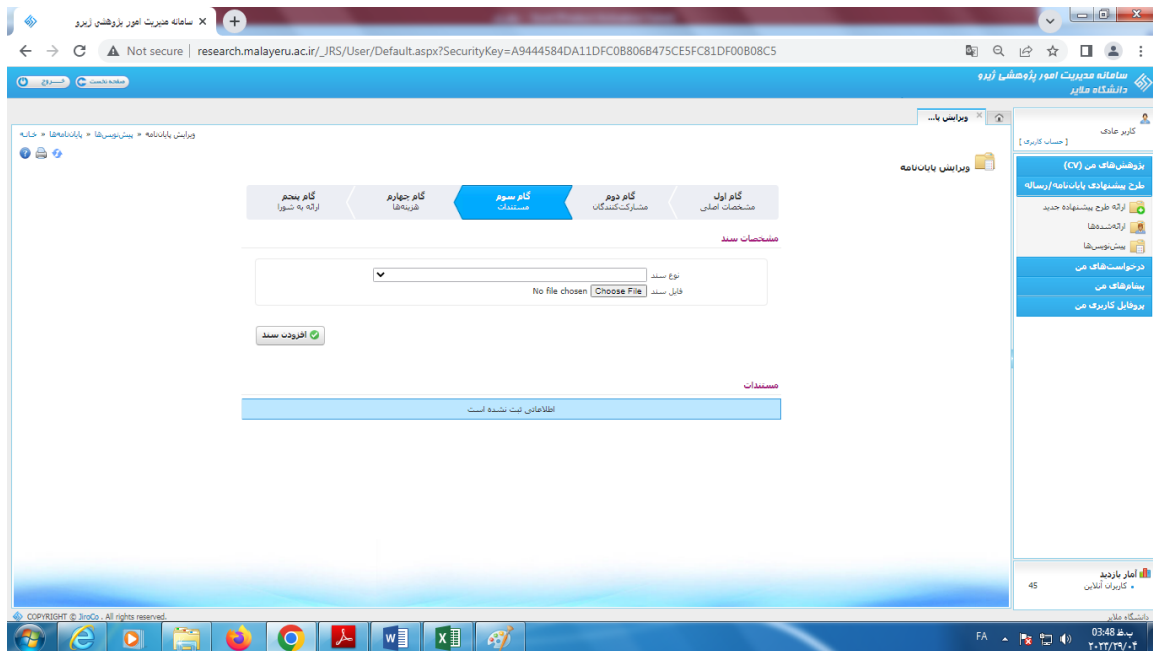 سامانه مدیریت امور پژوهشی ژیرو
Not secure | research.malayeru.ac.ir/_JRS/User/Default.aspx?SecurityKey=A9444584DA11DFC0B806B475CE5FC81DF00B08C5
سامانه مدیریت امور پژوهشی ژیرو
دانشگاه ملایر
صفحه نخست
خـــروج
کاربر عادی
[ حساب کاربری ]
پژوهش‌های من (CV)
طرح پیشنهادی پایان‌نامه/رساله
ارائه طرح پیشنهاده جدید
ارائه‌شده‌ها
پیش‌نویس‌ها
درخواست‌های من
پیام‌های من
پروفایل کاربری من
ویرایش پا...
خانه » پایان‌نامه‌ها » پیش‌نویس‌ها » ویرایش پایان‌نامه
ویرایش پایان‌نامه
گام اول
مشخصات اصلی
گام دوم
مشارکت‌کنندگان
گام سوم
مستندات
گام چهارم
هزینه‌ها
گام پنجم
ارائه به شورا
مشخصات سند
نوع سند
فایل سند Choose File No file chosen
افزودن سند
مستندات
اطلاعاتی ثبت نشده است
آمار بازدید
کاربران آنلاین 45
COPYRIGHT © JiroCo . All rights reserved.
دانشگاه ملایر
FA
03:48 ب.ظ
۲۰۲۳/۲۹/۰۴